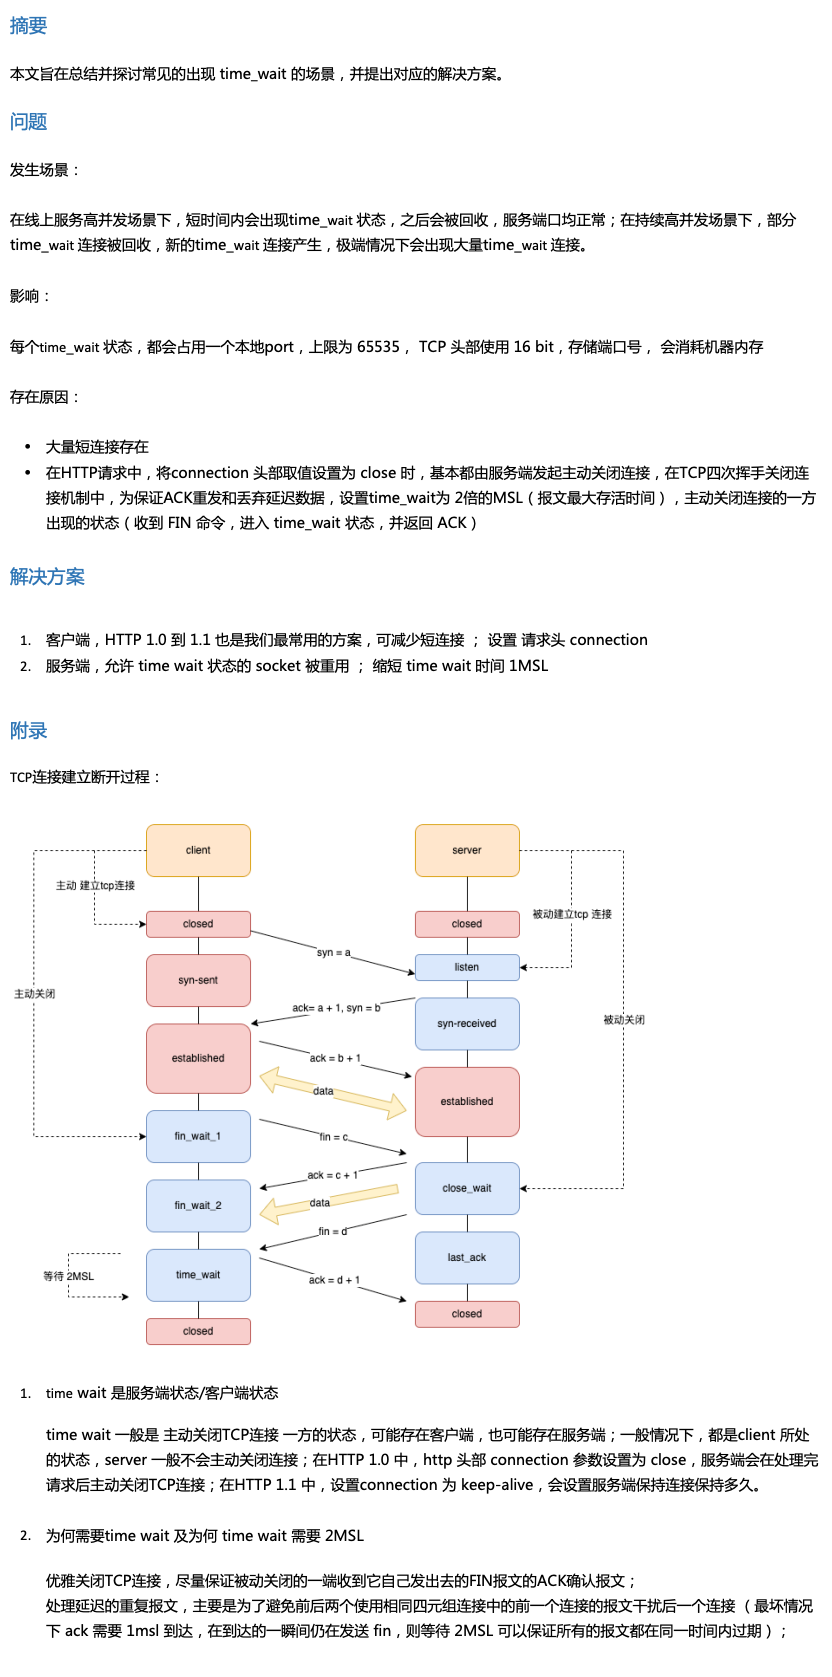 摘要
本文旨在总结并探讨常见的出现 time_wait 的场景，并提出对应的解决方案。
问题
发生场景：
在线上服务高并发场景下，短时间内会出现time_wait 状态，之后会被回收，服务端口均正常；在持续高并发场景下，部分
time_wait 连接被回收，新的time_wait 连接产生，极端情况下会出现大量time_wait 连接。
影响：
每个time_wait 状态，都会占用一个本地port，上限为 65535， TCP 头部使用 16 bit，存储端口号， 会消耗机器内存
存在原因：
• 大量短连接存在
• 在HTTP请求中，将connection 头部取值设置为 close 时，基本都由服务端发起主动关闭连接，在TCP四次挥手关闭连
接机制中，为保证ACK重发和丢弃延迟数据，设置time_wait为 2倍的MSL（报文最大存活时间），主动关闭连接的一方
出现的状态（收到 FIN 命令，进入 time_wait 状态，并返回 ACK）
解决方案
1. 客户端，HTTP 1.0 到 1.1 也是我们最常用的方案，可减少短连接 ； 设置 请求头 connection
2. 服务端，允许 time wait 状态的 socket 被重用 ； 缩短 time wait 时间 1MSL
附录
TCP连接建立断开过程：
client
server
主动 建立tcp连接
被动建立tcp 连接
closed
closed
syn = a
listen
syn-sent
主动关闭
ack= a + 1, syn = b
syn-received
被动关闭
established
ack = b + 1
data
established
fin_wait_1
fin = c
ack = c + 1
close_wait
data
fin_wait_2
fin = d
last_ack
等待 2MSL
time_wait
ack = d + 1
closed
closed
1. time wait 是服务端状态/客户端状态
time wait 一般是 主动关闭TCP连接 一方的状态，可能存在客户端，也可能存在服务端；一般情况下，都是client 所处
的状态，server 一般不会主动关闭连接；在HTTP 1.0 中，http 头部 connection 参数设置为 close，服务端会在处理完
请求后主动关闭TCP连接；在HTTP 1.1 中，设置connection 为 keep-alive，会设置服务端保持连接保持多久。
2. 为何需要time wait 及为何 time wait 需要 2MSL
优雅关闭TCP连接，尽量保证被动关闭的一端收到它自己发出去的FIN报文的ACK确认报文；
处理延迟的重复报文，主要是为了避免前后两个使用相同四元组连接中的前一个连接的报文干扰后一个连接 （ 最坏情况
下 ack 需要 1msl 到达，在到达的一瞬间仍在发送 fin，则等待 2MSL 可以保证所有的报文都在同一时间内过期 ）；